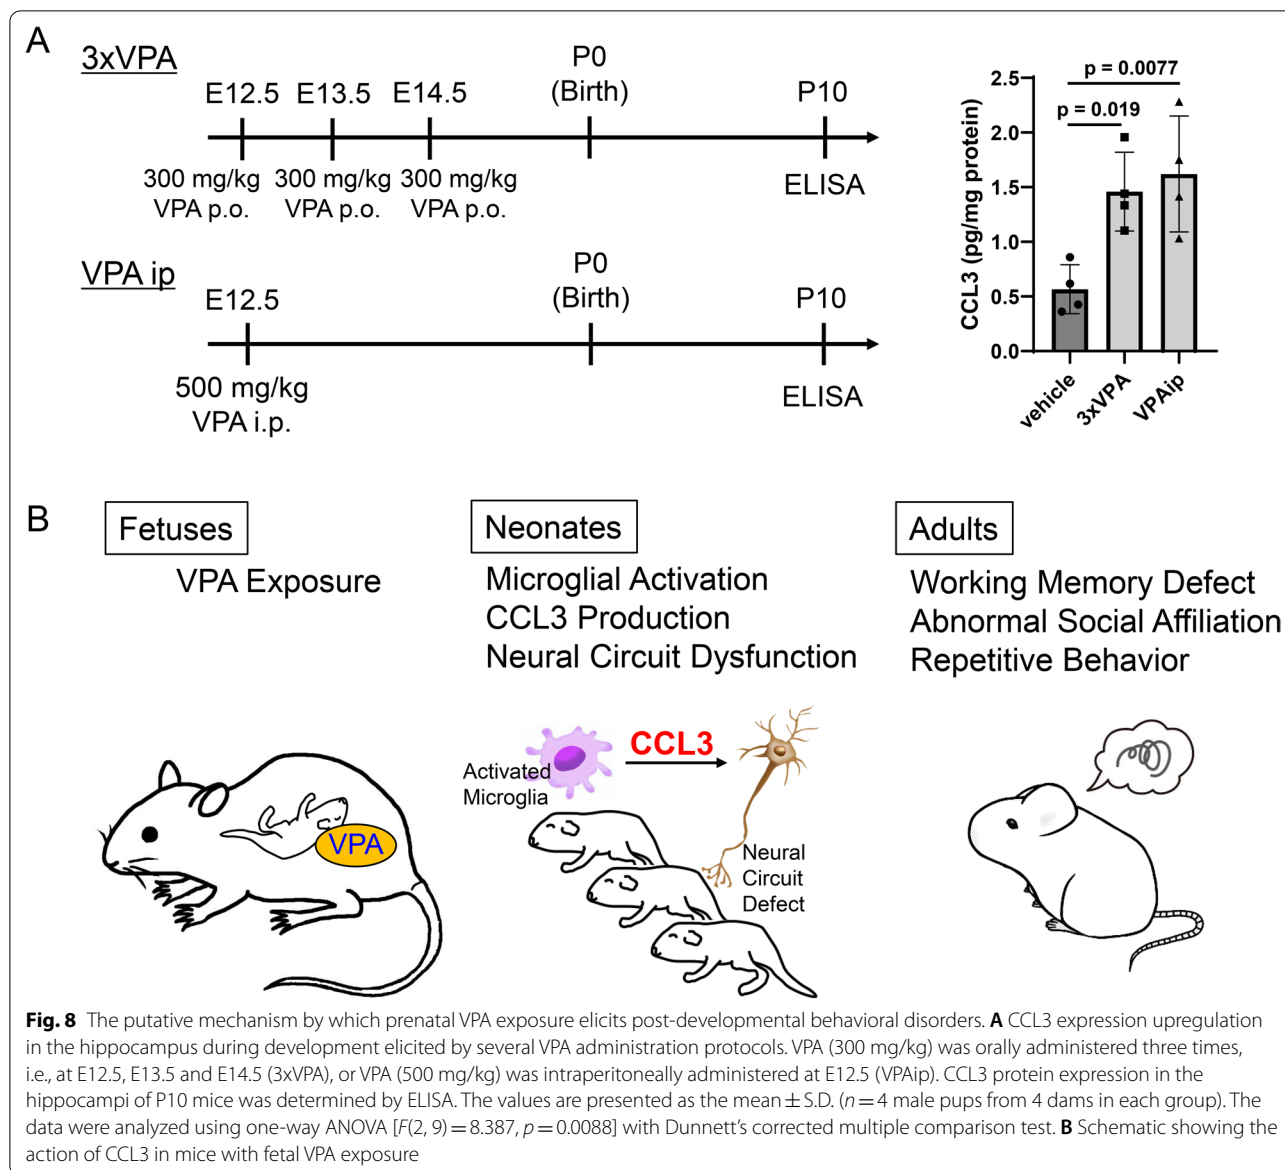 A
3xVPA
E12.5
E13.5
E14.5
P0
(Birth)
P10
300 mg/kg
VPA p.o.
300 mg/kg
VPA p.o.
300 mg/kg
VPA p.o.
ELISA
VPA ip
E12.5
P0
(Birth)
P10
500 mg/kg
VPA i.p.
ELISA
CCL3 (pg/mg protein)
2.5
2.0
1.5
1.0
0.5
0.0
p = 0.0077
p = 0.019
vehicle
3xVPA
VPAip
B
Fetuses
VPA Exposure
VPA
Neonates
Microglial Activation
CCL3 Production
Neural Circuit Dysfunction
Activated
Microglia
CCL3
Neural
Circuit
Defect
Adults
Working Memory Defect
Abnormal Social Affiliation
Repetitive Behavior
Fig. 8 The putative mechanism by which prenatal VPA exposure elicits post-developmental behavioral disorders. A CCL3 expression upregulation
in the hippocampus during development elicited by several VPA administration protocols. VPA (300 mg/kg) was orally administered three times,
i.e., at E12.5, E13.5 and E14.5 (3xVPA), or VPA (500 mg/kg) was intraperitoneally administered at E12.5 (VPAip). CCL3 protein expression in the
hippocampi of P10 mice was determined by ELISA. The values are presented as the mean ± S.D. (n = 4 male pups from 4 dams in each group). The
data were analyzed using one-way ANOVA [F(2, 9) = 8.387, p = 0.0088] with Dunnett's corrected multiple comparison test. B Schematic showing the
action of CCL3 in mice with fetal VPA exposure